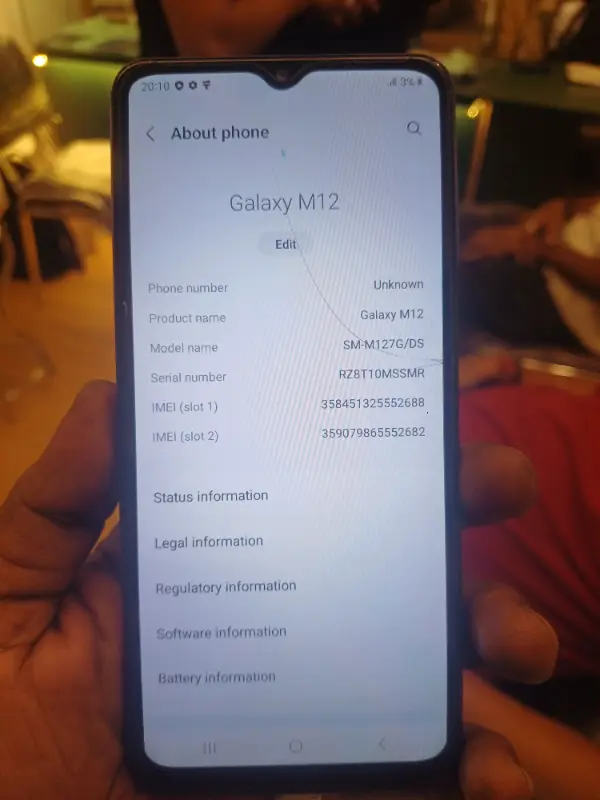 20:10 3%
About phone
Galaxy M12
Edit
Phone number Unknown
Product name Galaxy M12
Model name SM-M127G/DS
Serial number RZ8T10MSSMR
IMEI (slot 1) 358451325552688
IMEI (slot 2) 359079865552682
Status information
Legal information
Regulatory information
Software information
Battery information